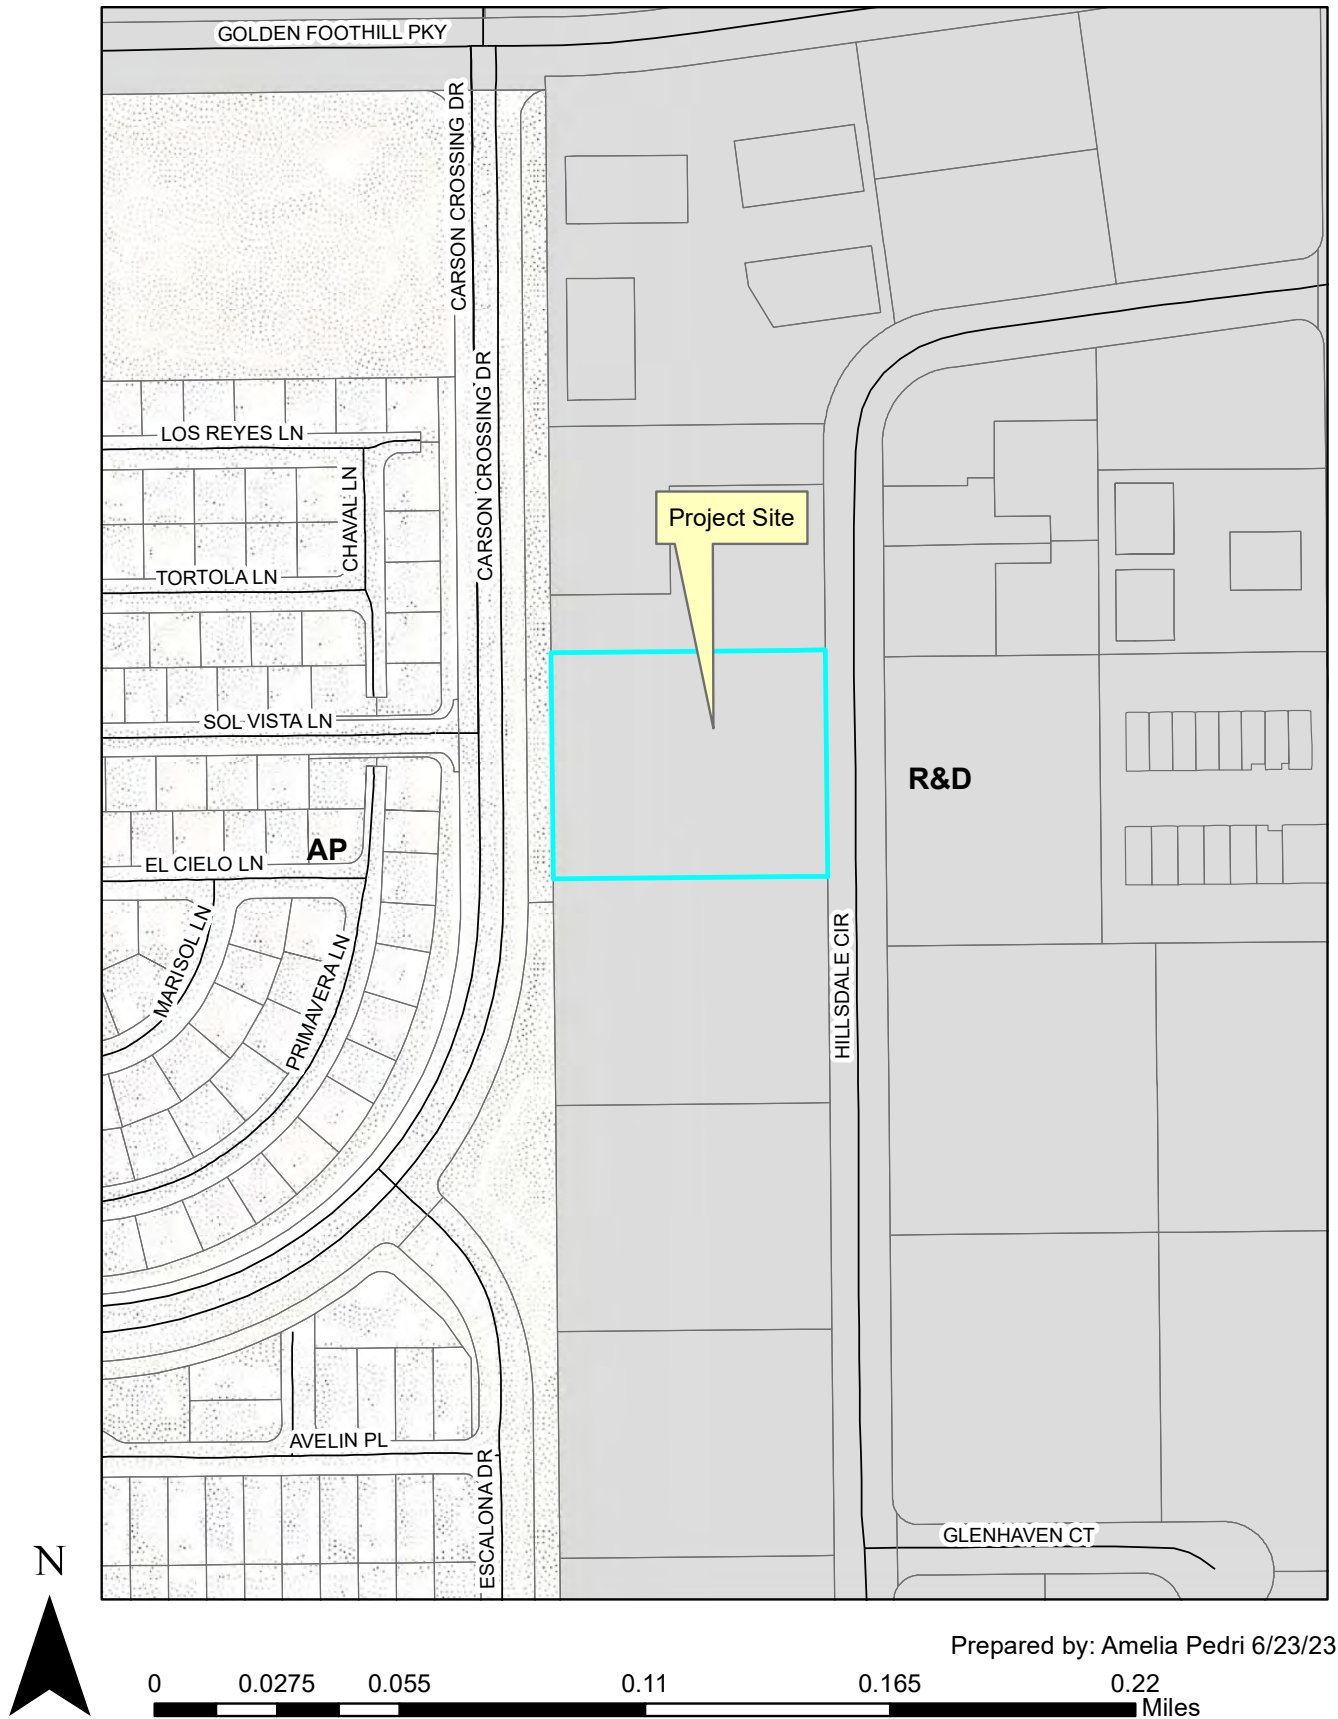 GOLDEN FOOTHILL PKY
CARSON CROSSING DR
CARSON CROSSING DR
LOS REYES LN
CHAVAL LN
TORTOLA LN
Project Site
SOL VISTA LN
R&D
AP
EL CIELO LN
MARISOL LN
PRIMAVERA LN
HILLSDALE CIR
AVELIN PL
ESCALONA DR
GLENHAVEN CT
N
Prepared by: Amelia Pedri 6/23/23
0 0.0275 0.055 0.11 0.165 0.22
Miles